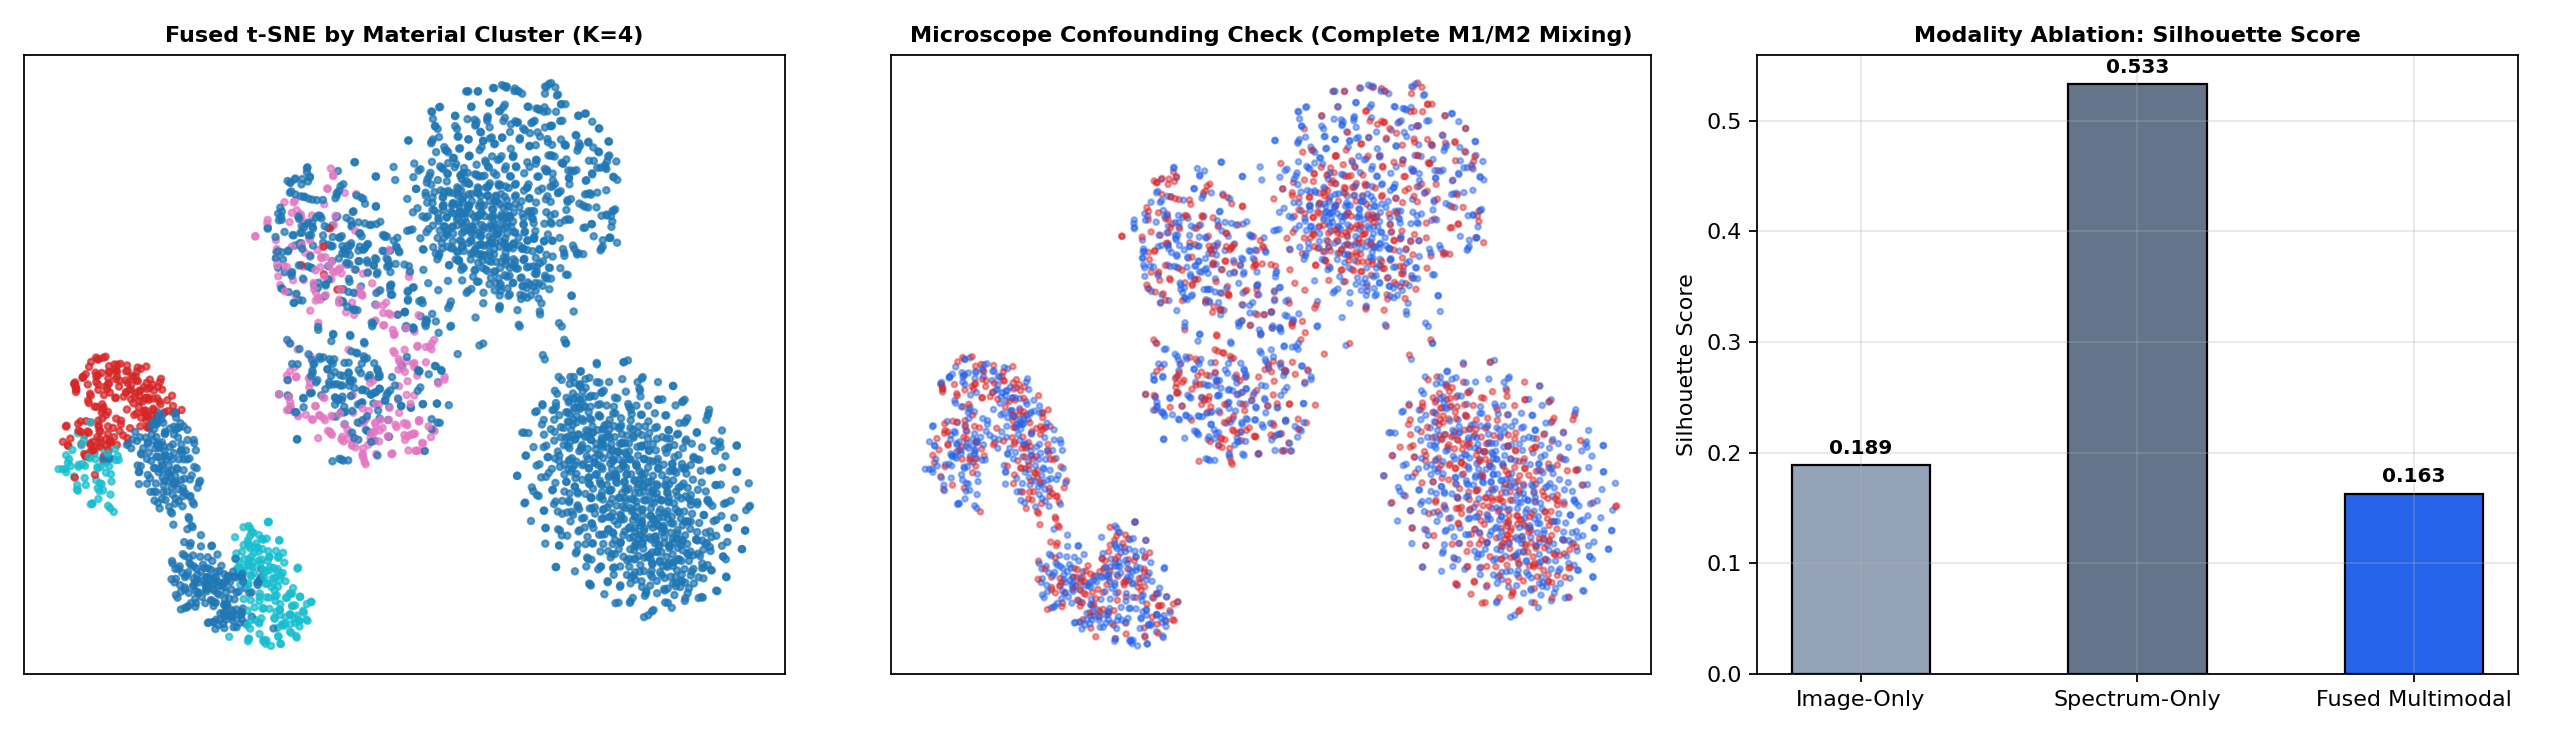 Fused t-SNE by Material Cluster (K=4)
Microscope Confounding Check (Complete M1/M2 Mixing)
Modality Ablation: Silhouette Score
Silhouette Score
0.5
0.4
0.3
0.2
0.1
0.0
0.189
0.533
0.163
Image-Only
Spectrum-Only
Fused Multimodal